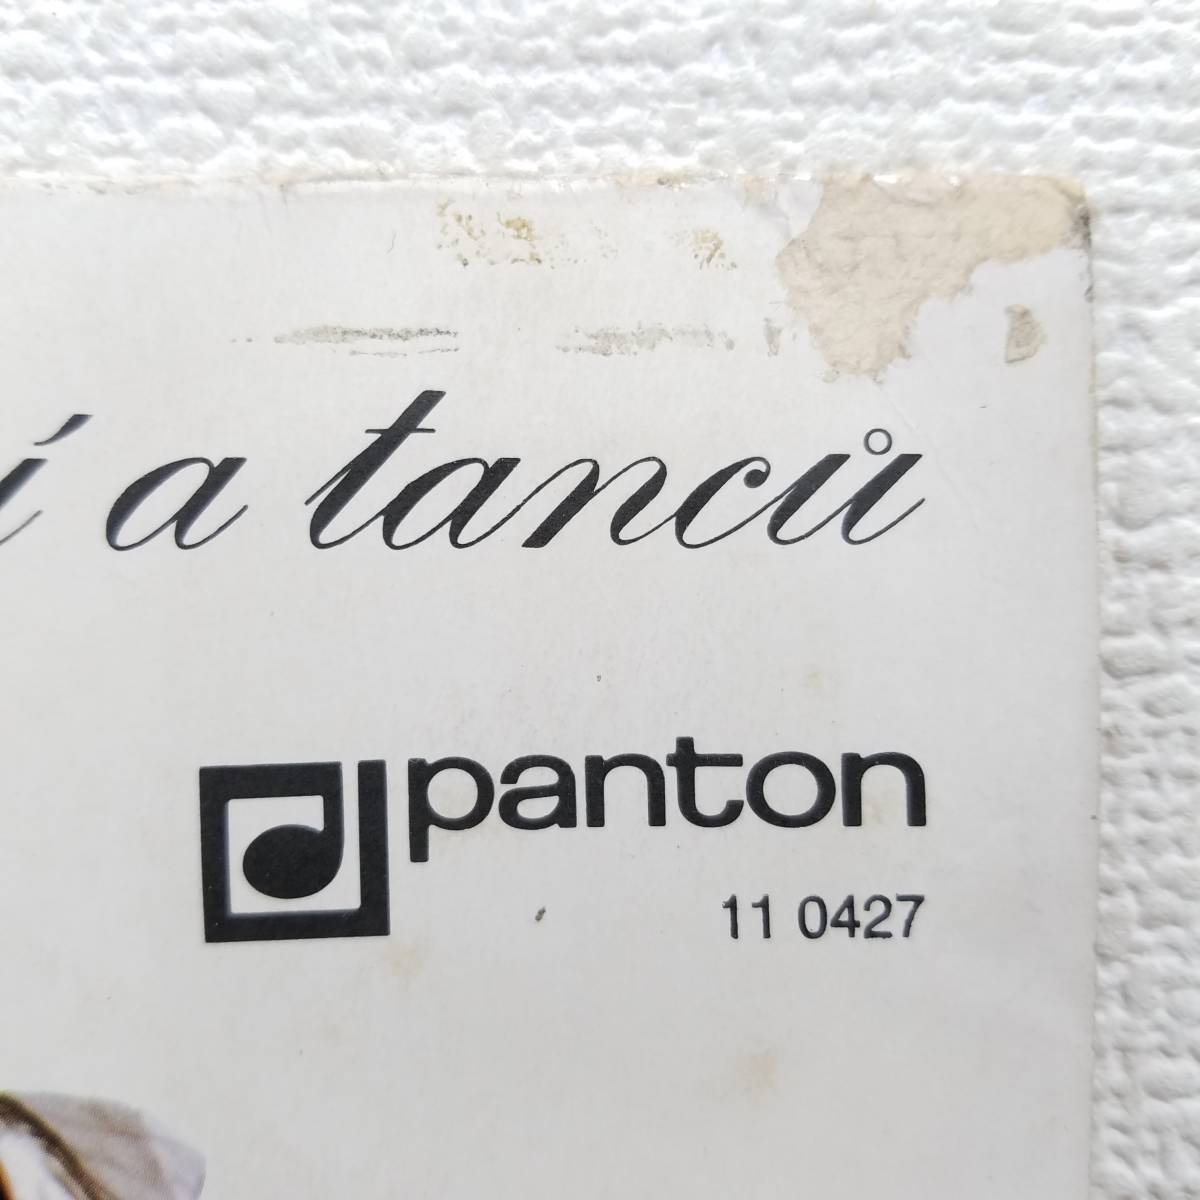 í a tanců
panton
11 0427